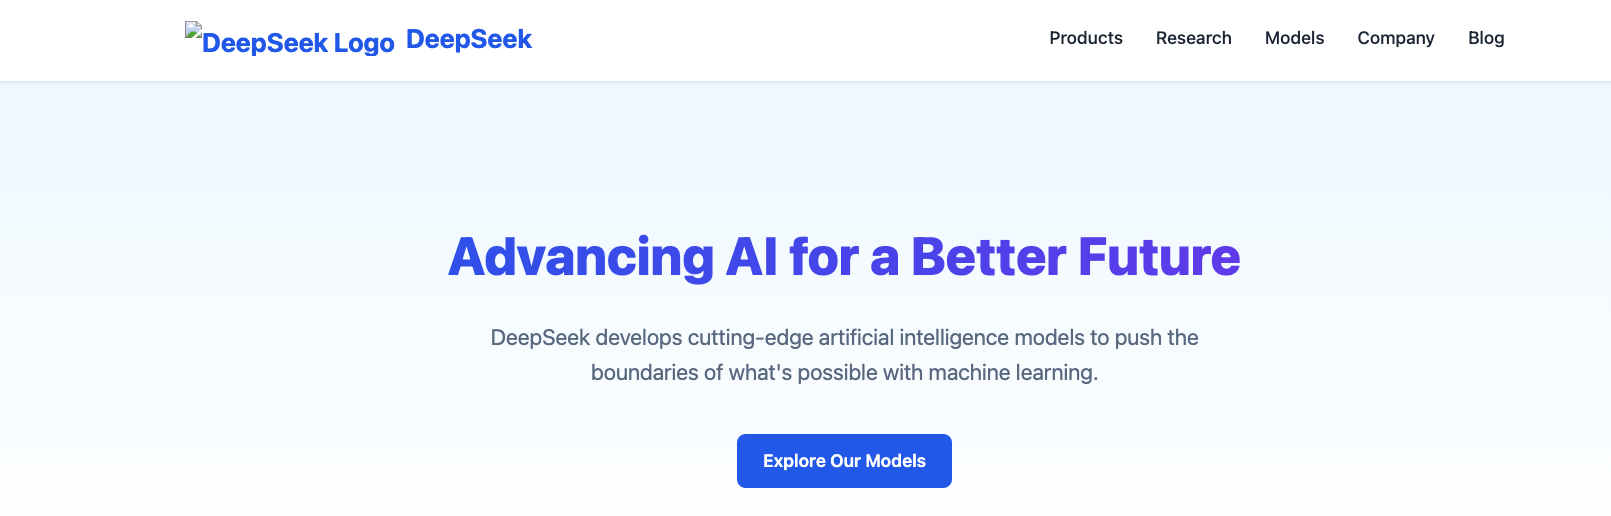 DeepSeek Logo DeepSeek
Products Research Models Company Blog
Advancing AI for a Better Future
DeepSeek develops cutting-edge artificial intelligence models to push the
boundaries of what's possible with machine learning.
Explore Our Models